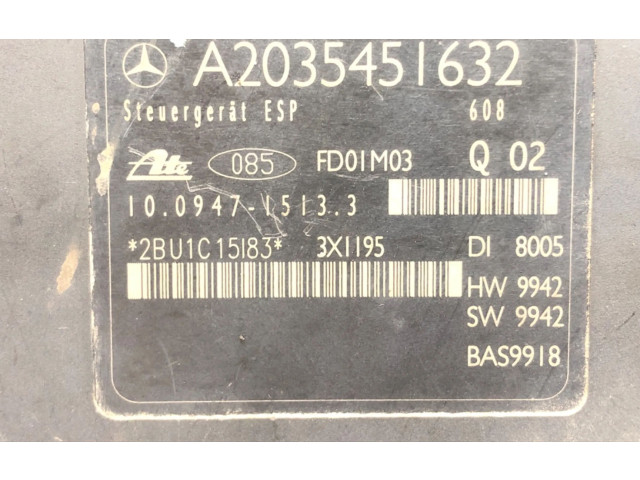 A2035451632
Steuergerät ESP 608
Ate 085 FD01M03 Q 02
10.0947-1513.3
*2BU1C15I83* 3X1195 DI 8005
HW 9942
SW 9942
BAS9918